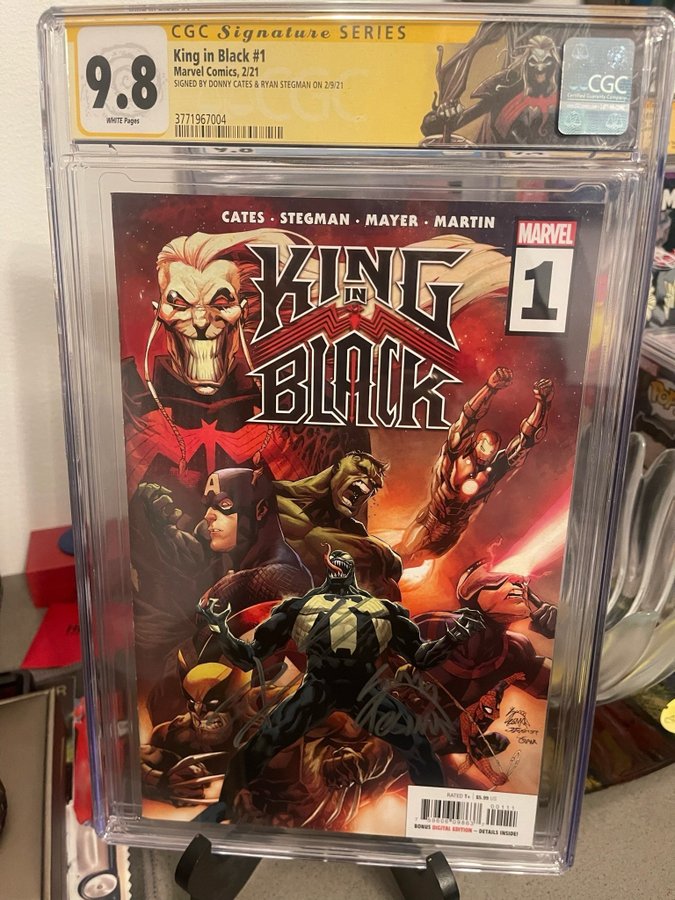 CGC Signature SERIES
9.8
WHITE Pages
King in Black #1
Marvel Comics, 2/21
SIGNED BY DONNY CATES & RYAN STEGMAN ON 2/9/21
3771967004
CGC
CATES · STEGMAN · MAYER · MARTIN
MARVEL
1
KING
IN
BLACK
RATED T+ $5.99 US
00111
BONUS DIGITAL EDITION – DETAILS INSIDE!